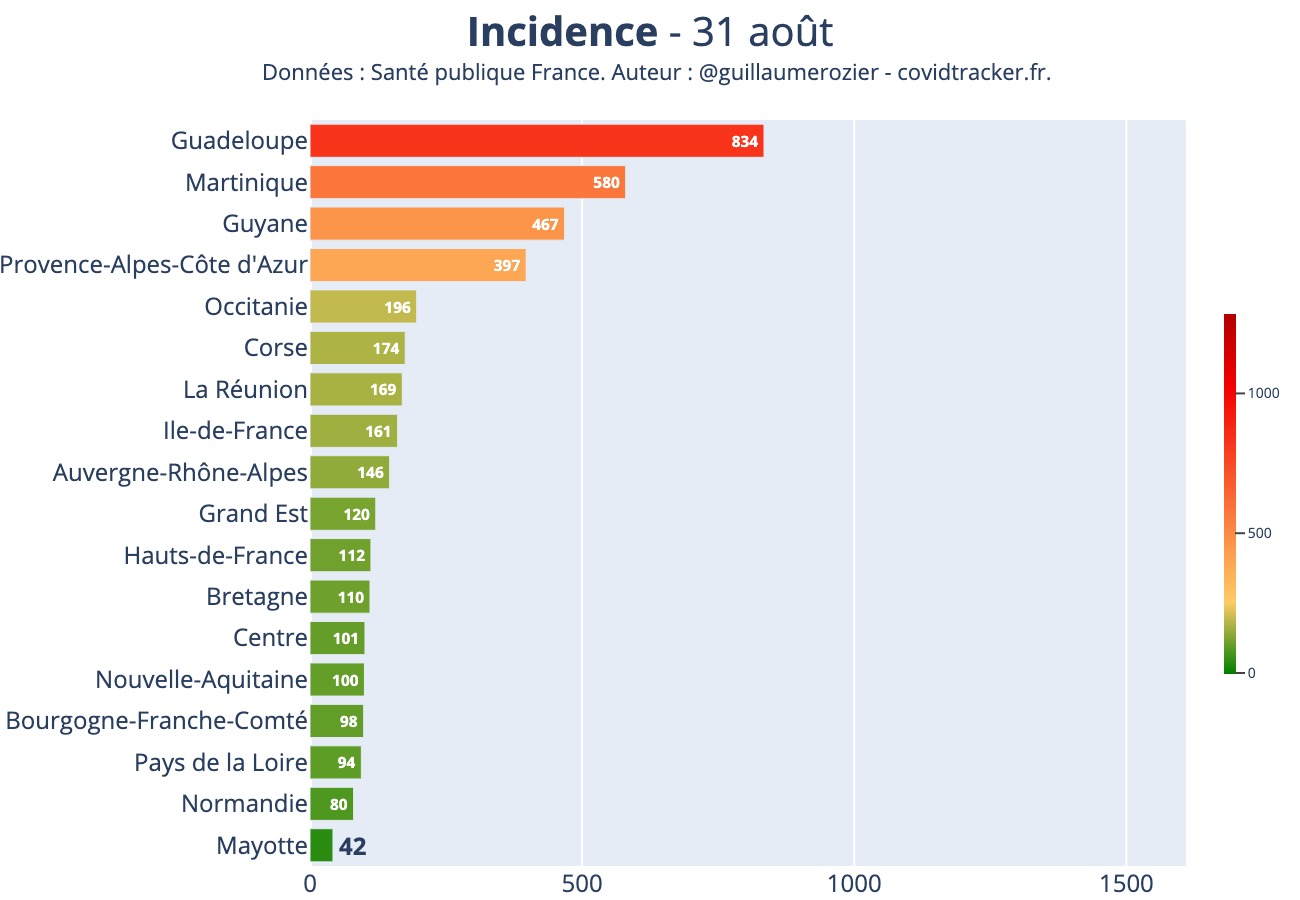 Incidence - 31 août
Données : Santé publique France. Auteur : @guillaumerozier - covidtracker.fr.
Guadeloupe 834
Martinique 580
Guyane 467
Provence-Alpes-Côte d'Azur 397
Occitanie 196
Corse 174
La Réunion 169
Ile-de-France 161
Auvergne-Rhône-Alpes 146
Grand Est 120
Hauts-de-France 112
Bretagne 110
Centre 101
Nouvelle-Aquitaine 100
Bourgogne-Franche-Comté 98
Pays de la Loire 94
Normandie 80
Mayotte 42
0 500 1000 1500
1000
500
0